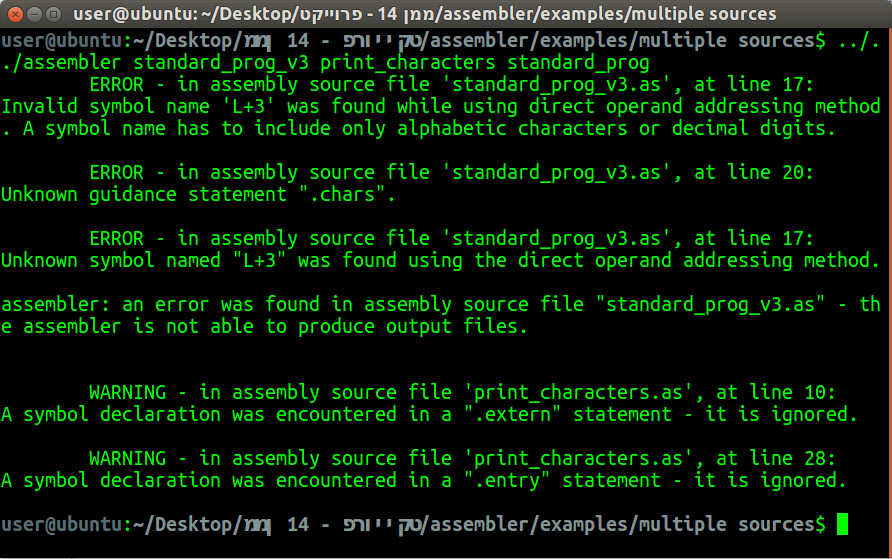 user@ubuntu: ~/Desktop/ממן 14 - פרוייקט/assembler/examples/multiple sources
user@ubuntu:~/Desktop/ממן 14 - פרוייקט/assembler/examples/multiple sources$ ../.
./assembler standard_prog_v3 print_characters standard_prog
ERROR - in assembly source file 'standard_prog_v3.as', at line 17:
Invalid symbol name 'L+3' was found while using direct operand addressing method
. A symbol name has to include only alphabetic characters or decimal digits.
ERROR - in assembly source file 'standard_prog_v3.as', at line 20:
Unknown guidance statement ".chars".
ERROR - in assembly source file 'standard_prog_v3.as', at line 17:
Unknown symbol named "L+3" was found using the direct operand addressing method.
assembler: an error was found in assembly source file "standard_prog_v3.as" - th
e assembler is not able to produce output files.
WARNING - in assembly source file 'print_characters.as', at line 10:
A symbol declaration was encountered in a ".extern" statement - it is ignored.
WARNING - in assembly source file 'print_characters.as', at line 28:
A symbol declaration was encountered in a ".entry" statement - it is ignored.
user@ubuntu:~/Desktop/ממן 14 - פרוייקט/assembler/examples/multiple sources$